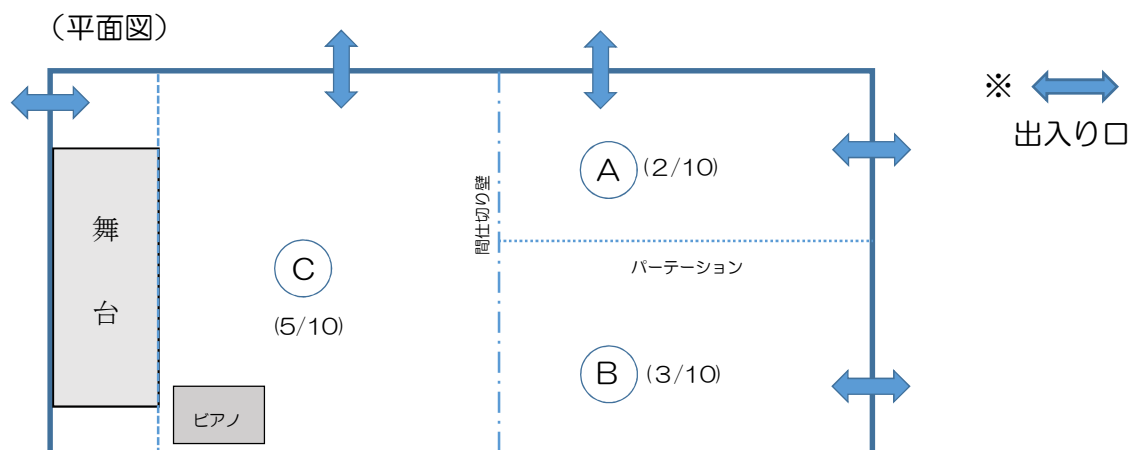 （平面図）
※
出入り口
A (2/10)
間仕切り壁
舞
台
パーテーション
C
(5/10)
B (3/10)
ピアノ